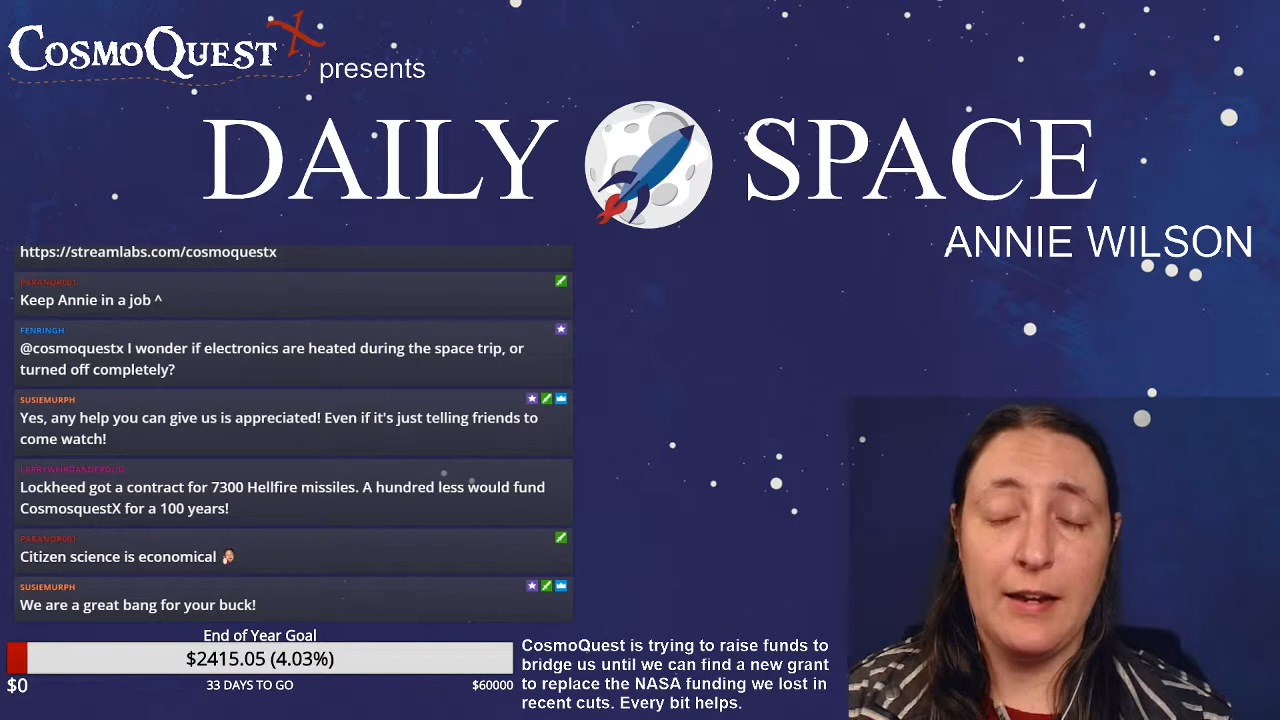 COSMOQUESTX presents
DAILY SPACE
ANNIE WILSON
https://streamlabs.com/cosmoquestx
PARANOR001
Keep Annie in a job ^
FENRINGH
@cosmoquestx I wonder if electronics are heated during the space trip, or
turned off completely?
SUSIEMURPH
Yes, any help you can give us is appreciated! Even if it's just telling friends to
come watch!
LARRYWEIRDANDPROUD
Lockheed got a contract for 7300 Hellfire missiles. A hundred less would fund
CosmosquestX for a 100 years!
PARANOR001
Citizen science is economical
SUSIEMURPH
We are a great bang for your buck!
End of Year Goal
$2415.05 (4.03%)
$0
33 DAYS TO GO
$60000
CosmoQuest is trying to raise funds to
bridge us until we can find a new grant
to replace the NASA funding we lost in
recent cuts. Every bit helps.